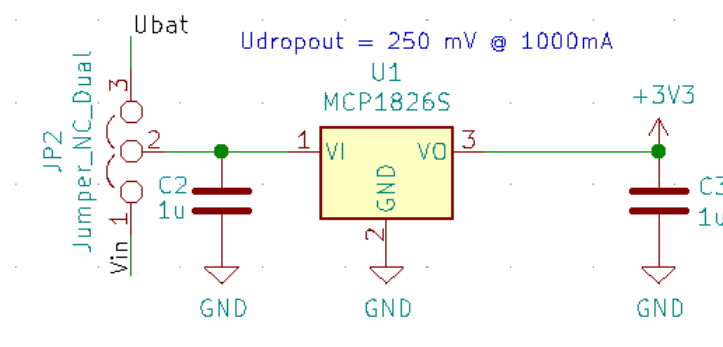 Ubat
Udropout = 250 mV @ 1000mA
U1
MCP1826S
+3V3
JP2
Jumper_NC_Dual
3
2
1
Vin
1
VI
VO
3
GND
2
C2
1u
C3
1u
GND
GND
GND